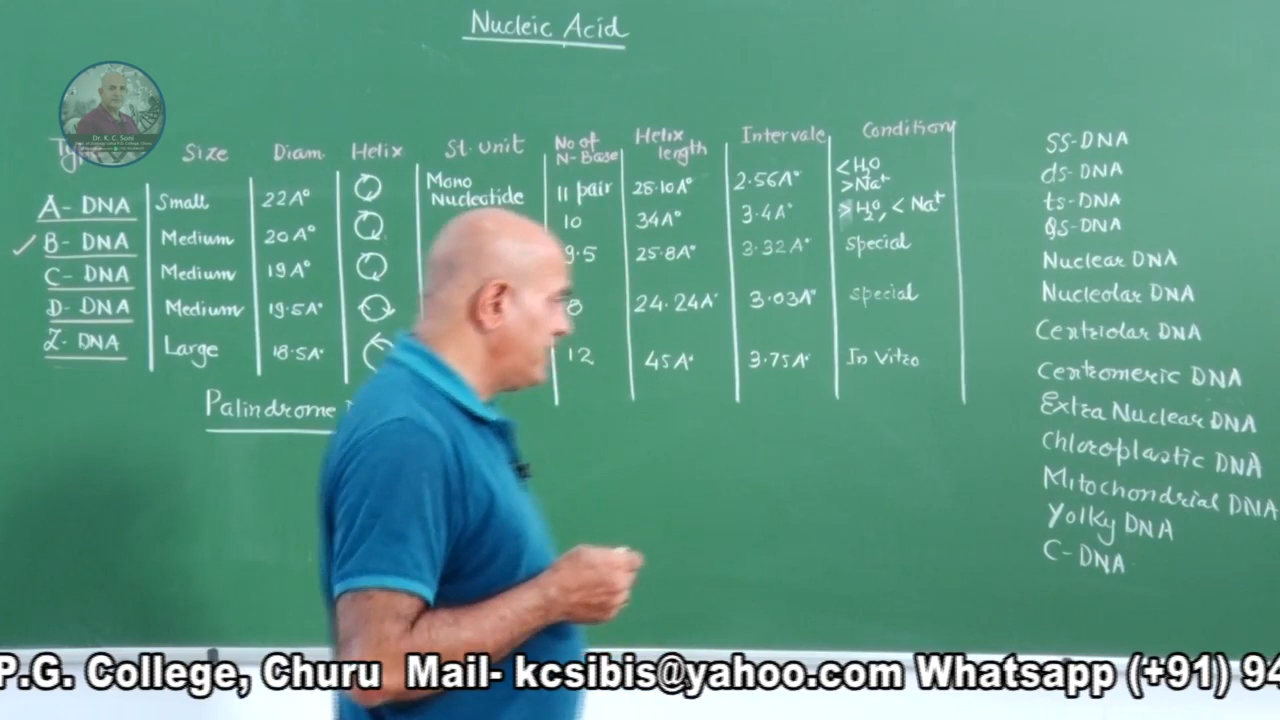 Nucleic Acid
Dr. K. C. Soni
Size Diam. Helix St. Unit No of N-Base Helix length Intervale Condition
A- DNA Small 22A° Mono Nucleotide 11 pair 28.10A° 2.56A° <H2O >Na+
B- DNA Medium 20A° 10 34A° 3.4A° >H2O, < Na+
C- DNA Medium 19A° 9.5 25.8A° 3.32A° special
D- DNA Medium 19.5A° 8 24.24A° 3.03A° special
Z- DNA Large 18.5A° 12 45A° 3.75A° In Vitro
Palindrome
SS-DNA
ds-DNA
ts-DNA
QS-DNA
Nuclear DNA
Nucleolar DNA
Centriolar DNA
Centromeric DNA
Extra Nuclear DNA
Chloroplastic DNA
Mitochondrial DNA
Yolky DNA
C-DNA
P.G. College, Churu Mail- kcsibis@yahoo.com Whatsapp (+91) 94